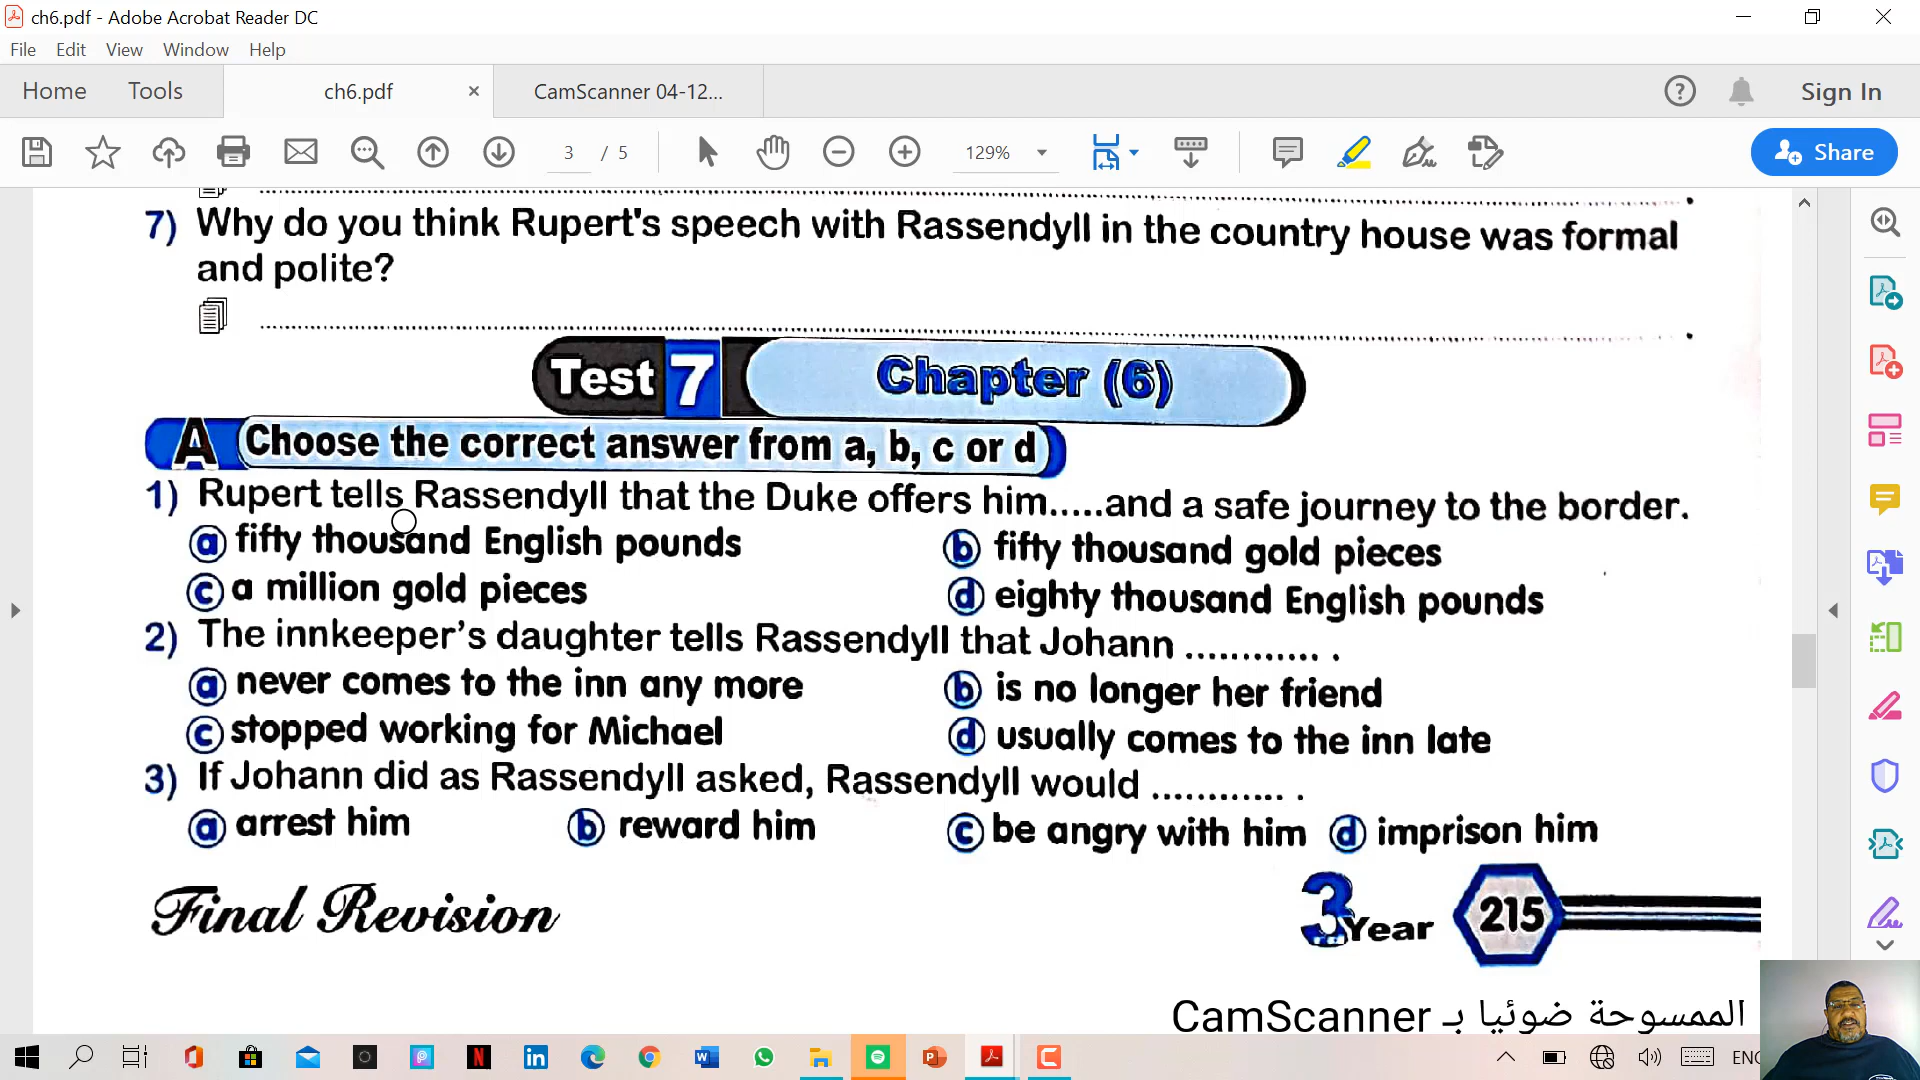 ch6.pdf - Adobe Acrobat Reader DC
File Edit View Window Help
Home Tools ch6.pdf × CamScanner 04-12... Sign In
3 / 5 129% Share
7) Why do you think Rupert's speech with Rassendyll in the country house was formal
and polite?
Test 7 Chapter (6)
A Choose the correct answer from a, b, c or d
1) Rupert tells Rassendyll that the Duke offers him.....and a safe journey to the border.
a fifty thousand English pounds b fifty thousand gold pieces
c a million gold pieces d eighty thousand English pounds
2) The innkeeper's daughter tells Rassendyll that Johann ............ .
a never comes to the inn any more b is no longer her friend
c stopped working for Michael d usually comes to the inn late
3) If Johann did as Rassendyll asked, Rassendyll would ............ .
a arrest him b reward him c be angry with him d imprison him
Final Revision 3 Year 215
الممسوحة ضوئيا بـ CamScanner